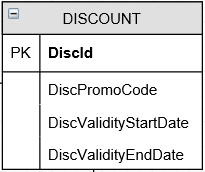 DISCOUNT
PK DiscId
DiscPromoCode
DiscValidityStartDate
DiscValidityEndDate